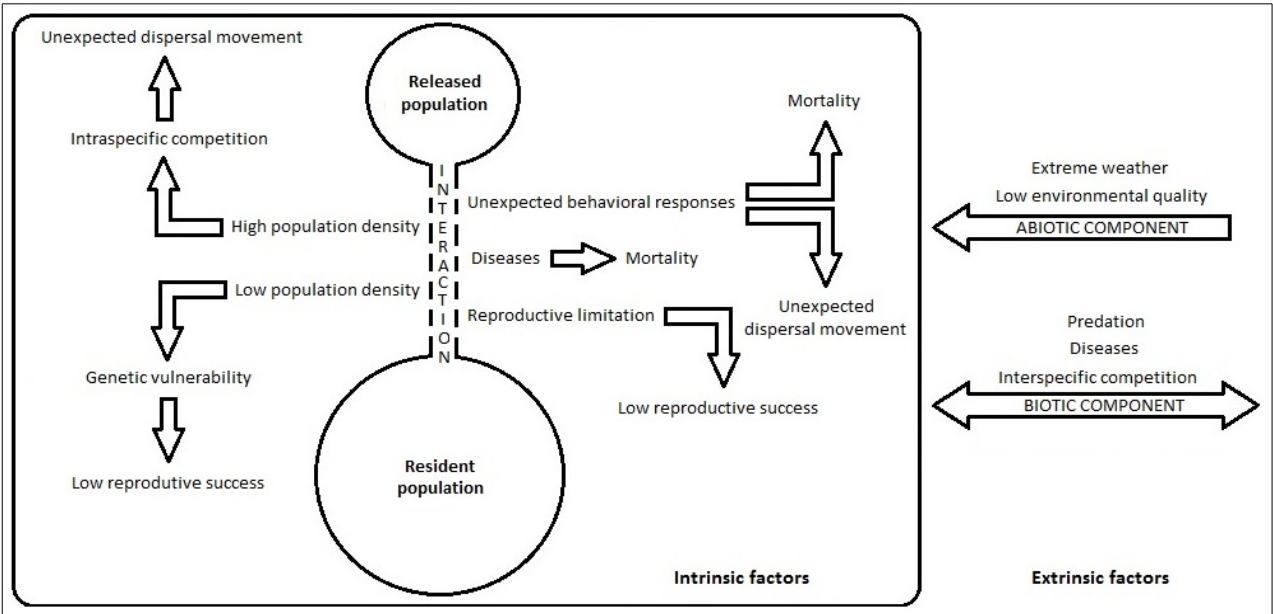 Unexpected dispersal movement
Intraspecific competition
High population density
Low population density
Genetic vulnerability
Low reprodutive success
Released
population
INTERACTION
Resident
population
Unexpected behavioral responses
Mortality
Unexpected
dispersal movement
Diseases
Mortality
Reproductive limitation
Low reproductive success
Intrinsic factors
Extreme weather
Low environmental quality
ABIOTIC COMPONENT
Predation
Diseases
Interspecific competition
BIOTIC COMPONENT
Extrinsic factors